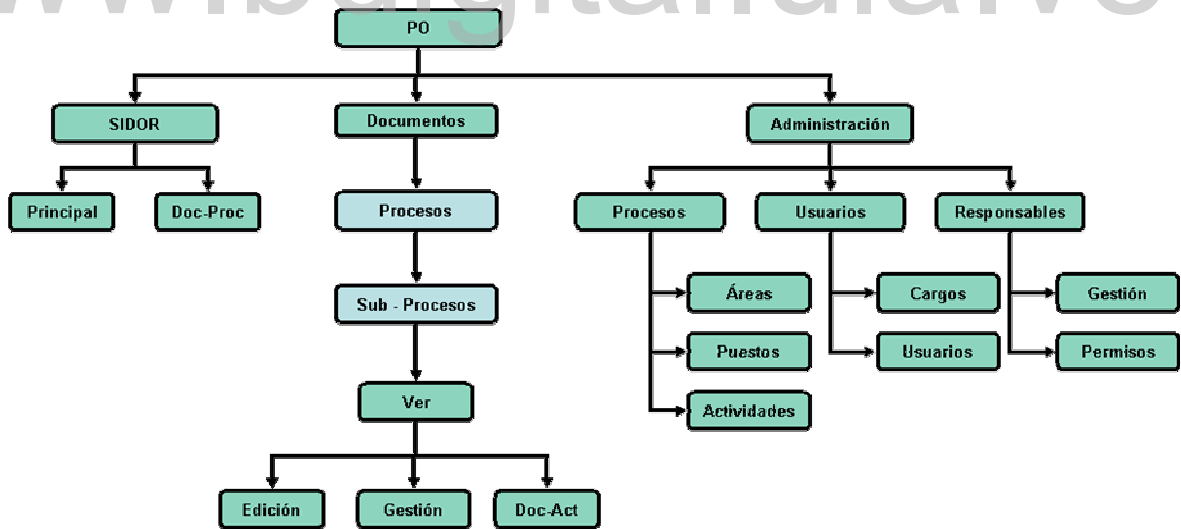 PO
SIDOR
Documentos
Administración
Principal
Doc-Proc
Procesos
Procesos
Usuarios
Responsables
Sub - Procesos
Áreas
Cargos
Gestión
Puestos
Usuarios
Permisos
Ver
Actividades
Edición
Gestión
Doc-Act